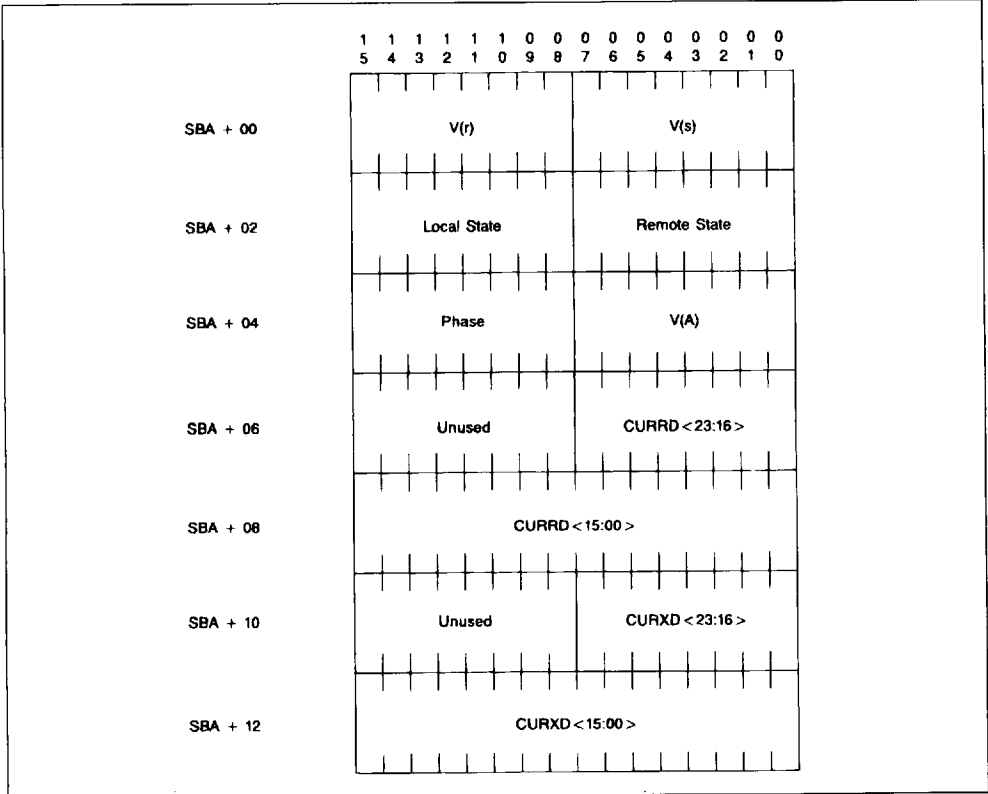 1 1 1 1 1 1 0 0 0 0 0 0 0 0 0 0
5 4 3 2 1 0 9 8 7 6 5 4 3 2 1 0
SBA + 00 V(r) V(s)
SBA + 02 Local State Remote State
SBA + 04 Phase V(A)
SBA + 06 Unused CURRD<23:16>
SBA + 08 CURRD<15:00>
SBA + 10 Unused CURXD<23:16>
SBA + 12 CURXD<15:00>